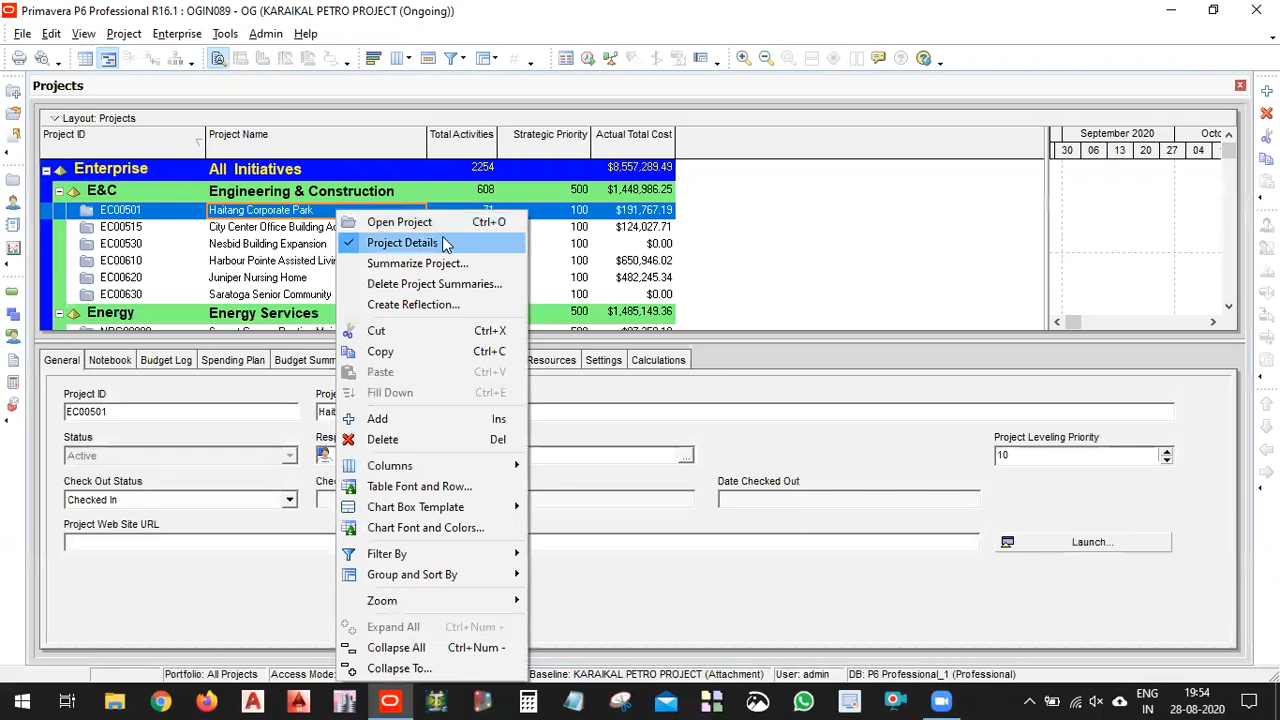 Primavera P6 Professional R16.1 : OGIN089 - OG (KARAIKAL PETRO PROJECT (Ongoing))
File Edit View Project Enterprise Tools Admin Help
Projects
Layout: Projects
Project ID Project Name Total Activities Strategic Priority Actual Total Cost September 2020
30 06 13 20 27 04
Enterprise All Initiatives 2254 $8,557,289.49
E&C Engineering & Construction 608 500 $1,448,986.25
EC00501 Haitang Corporate Park 71 100 $191,767.19
EC00515 City Center Office Building 100 $124,027.71
EC00530 Nesbid Building Expansion 100 $0.00
EC00610 Harbour Pointe Assisted 100 $650,946.02
EC00620 Juniper Nursing Home 100 $482,245.34
EC00630 Saratoga Senior Community 100 $0.00
Energy Energy Services 500 $1,485,149.36
Open Project Ctrl+O
Project Details
Summarize Project...
Delete Project Summaries...
Create Reflection...
Cut Ctrl+X
Copy Ctrl+C
Paste Ctrl+V
Fill Down Ctrl+E
Add Ins
Delete Del
Columns
Table Font and Row...
Chart Box Template
Chart Font and Colors...
Filter By
Group and Sort By
Zoom
Expand All Ctrl+Num +
Collapse All Ctrl+Num -
Collapse To...
General Notebook Budget Log Spending Plan Budget Summ Resources Settings Calculations
Project ID
EC00501
Status Project Leveling Priority
Active ... 10
Check Out Status Date Checked Out
Checked In
Project Web Site URL
Launch...
Portfolio: All Projects Access Mode: Baseline: KARAIKAL PETRO PROJECT (Attachment) User: admin DB: P6 Professional_1 (Professional)
ENG 19:54
IN 28-08-2020